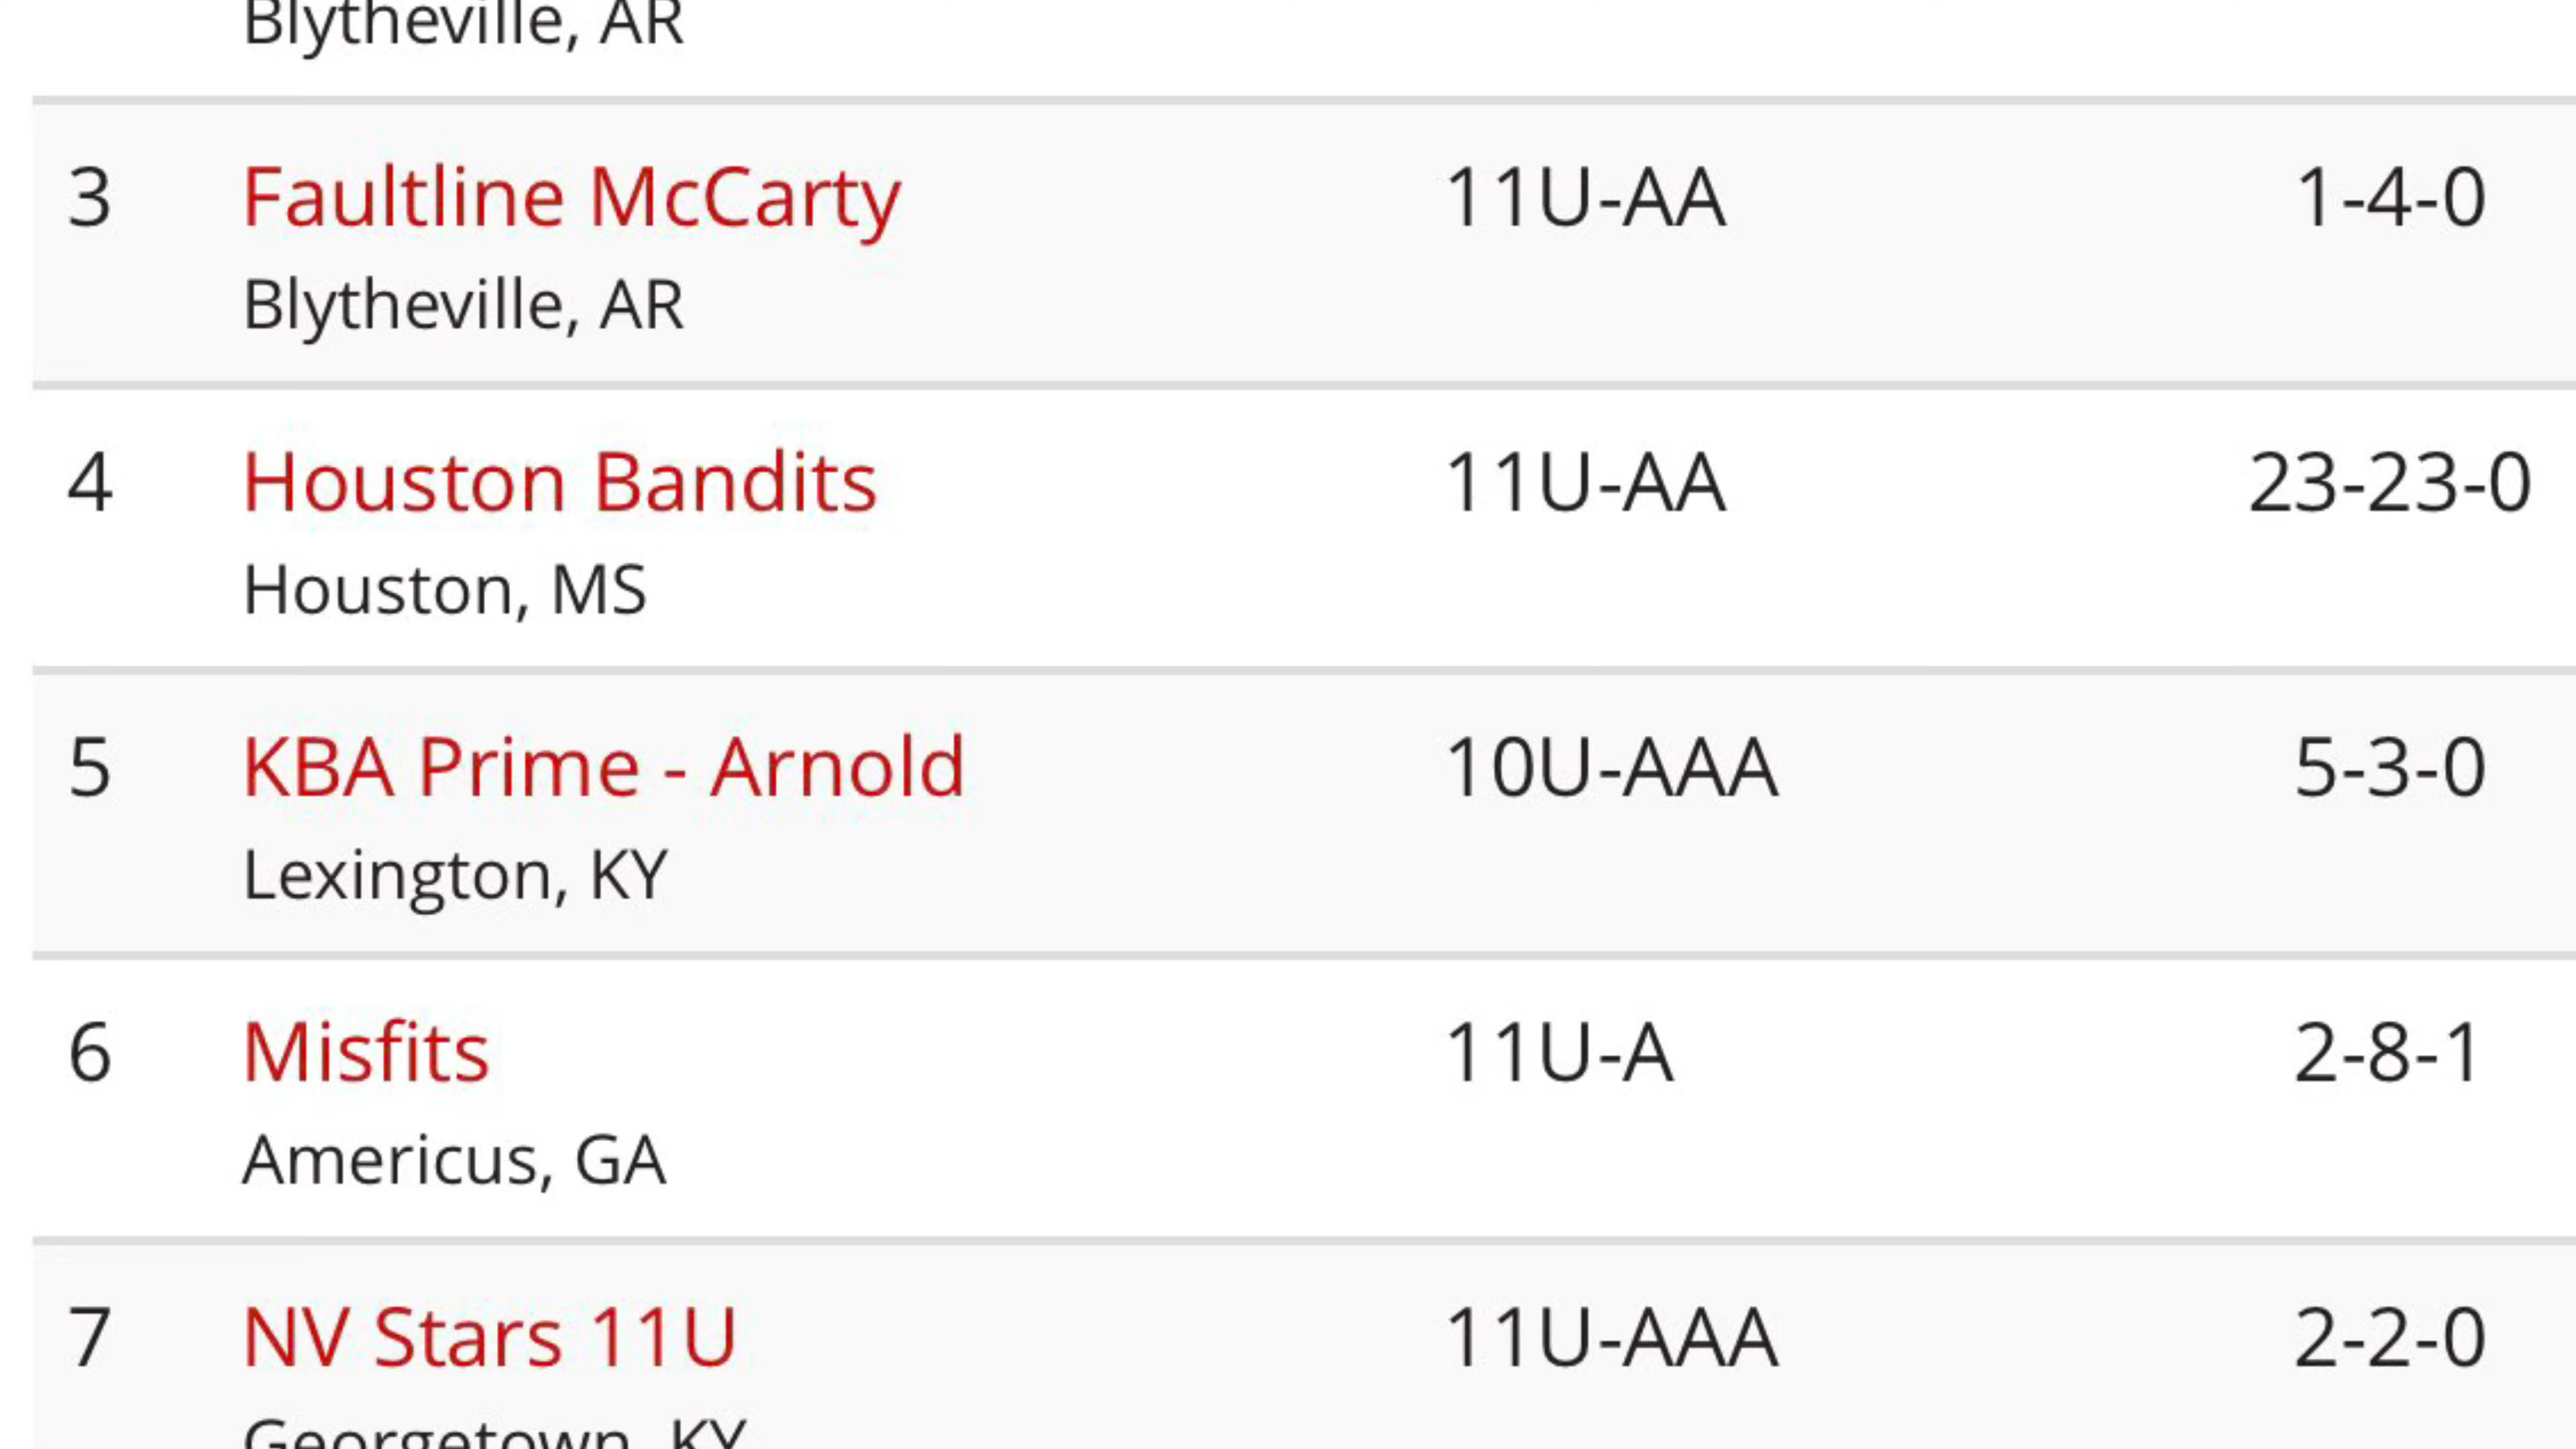 Blytheville, AR
3 Faultline McCarty 11U-AA 1-4-0
Blytheville, AR
4 Houston Bandits 11U-AA 23-23-0
Houston, MS
5 KBA Prime - Arnold 10U-AAA 5-3-0
Lexington, KY
6 Misfits 11U-A 2-8-1
Americus, GA
7 NV Stars 11U 11U-AAA 2-2-0
Georgetown, KY